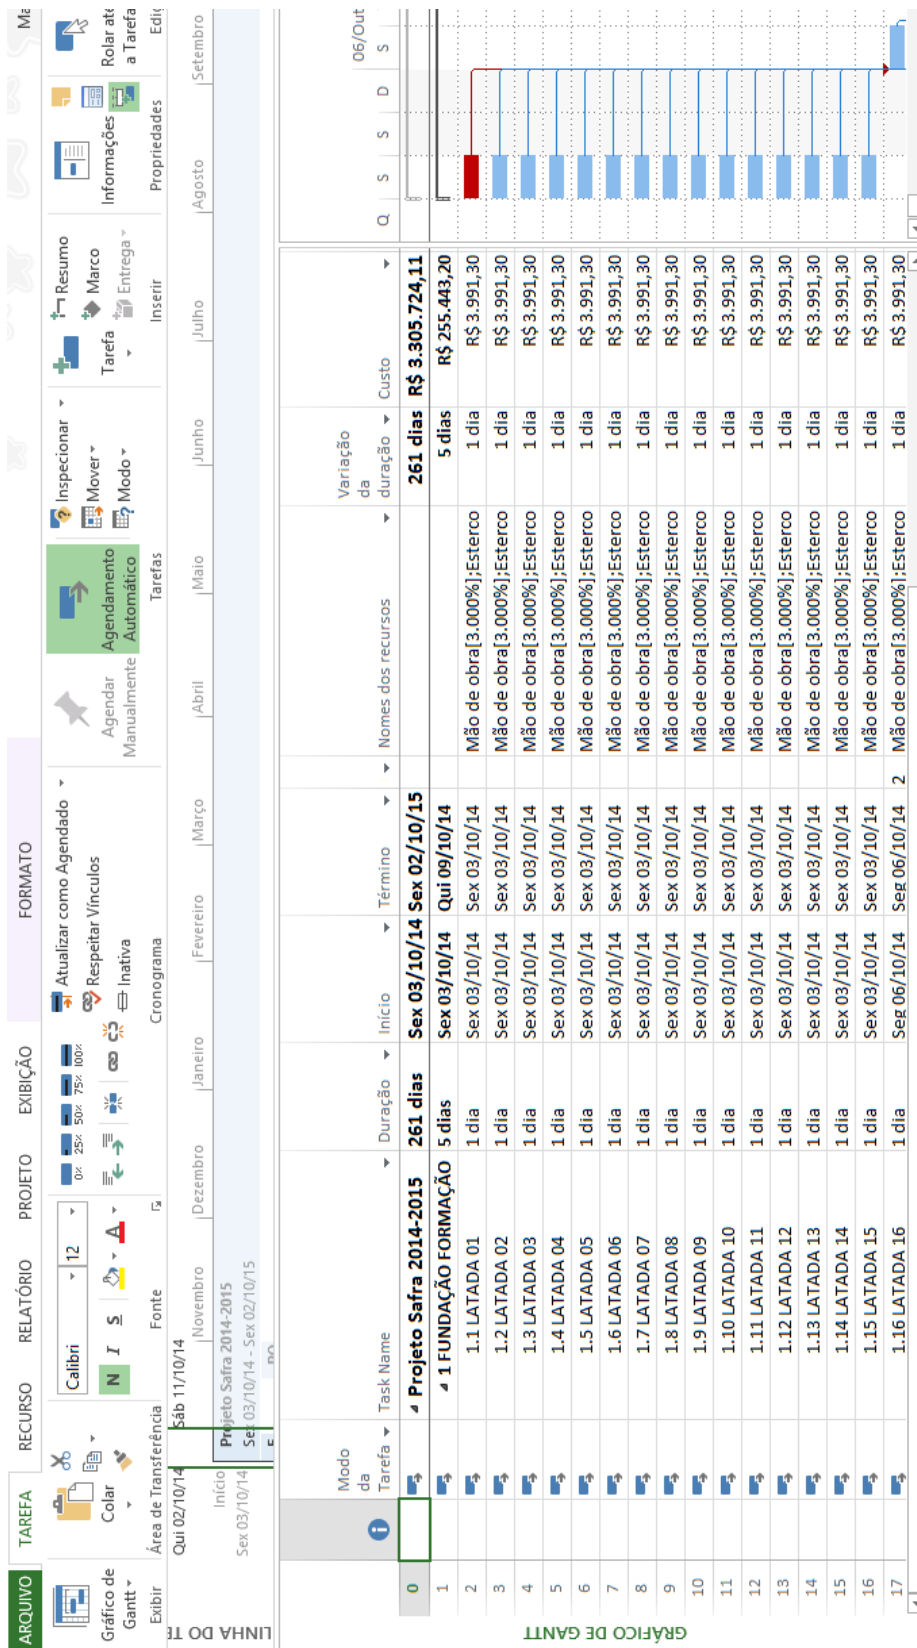 ARQUIVO TAREFA RECURSO RELATÓRIO PROJETO EXIBIÇÃO FORMATO Ma
Gráfico de Gantt
Exibir
Colar
Área de Transferência
Calibri 12
N I S A
Fonte
0% 25% 50% 75% 100%
Atualizar como Agendado
Respeitar Vínculos
Inativa
Cronograma
Agendar Manualmente
Agendamento Automático
Inspecionar
Mover
Modo
Tarefas
Tarefa
Resumo
Marco
Entrega
Inserir
Informações
Propriedades
Rolar até a Tarefa
Ediç
LINHA DO TE
Qui 02/10/14 Sáb 11/10/14
Novembro Dezembro Janeiro Fevereiro Março Abril Maio Junho Julho Agosto Setembro
Início
Sex 03/10/14
Projeto Safra 2014-2015
Sex 03/10/14 - Sex 02/10/15
GRÁFICO DE GANTT
Modo da Tarefa Task Name Duração Início Término Nomes dos recursos Variação da duração Custo
06/Out
Q S S D S
0 Projeto Safra 2014-2015 261 dias Sex 03/10/14 Sex 02/10/15 261 dias R$ 3.305.724,11
1 1 FUNDAÇÃO FORMAÇÃO 5 dias Sex 03/10/14 Qui 09/10/14 5 dias R$ 255.443,20
2 1.1 LATADA 01 1 dia Sex 03/10/14 Sex 03/10/14 Mão de obra[3.000%];Esterco 1 dia R$ 3.991,30
3 1.2 LATADA 02 1 dia Sex 03/10/14 Sex 03/10/14 Mão de obra[3.000%];Esterco 1 dia R$ 3.991,30
4 1.3 LATADA 03 1 dia Sex 03/10/14 Sex 03/10/14 Mão de obra[3.000%];Esterco 1 dia R$ 3.991,30
5 1.4 LATADA 04 1 dia Sex 03/10/14 Sex 03/10/14 Mão de obra[3.000%];Esterco 1 dia R$ 3.991,30
6 1.5 LATADA 05 1 dia Sex 03/10/14 Sex 03/10/14 Mão de obra[3.000%];Esterco 1 dia R$ 3.991,30
7 1.6 LATADA 06 1 dia Sex 03/10/14 Sex 03/10/14 Mão de obra[3.000%];Esterco 1 dia R$ 3.991,30
8 1.7 LATADA 07 1 dia Sex 03/10/14 Sex 03/10/14 Mão de obra[3.000%];Esterco 1 dia R$ 3.991,30
9 1.8 LATADA 08 1 dia Sex 03/10/14 Sex 03/10/14 Mão de obra[3.000%];Esterco 1 dia R$ 3.991,30
10 1.9 LATADA 09 1 dia Sex 03/10/14 Sex 03/10/14 Mão de obra[3.000%];Esterco 1 dia R$ 3.991,30
11 1.10 LATADA 10 1 dia Sex 03/10/14 Sex 03/10/14 Mão de obra[3.000%];Esterco 1 dia R$ 3.991,30
12 1.11 LATADA 11 1 dia Sex 03/10/14 Sex 03/10/14 Mão de obra[3.000%];Esterco 1 dia R$ 3.991,30
13 1.12 LATADA 12 1 dia Sex 03/10/14 Sex 03/10/14 Mão de obra[3.000%];Esterco 1 dia R$ 3.991,30
14 1.13 LATADA 13 1 dia Sex 03/10/14 Sex 03/10/14 Mão de obra[3.000%];Esterco 1 dia R$ 3.991,30
15 1.14 LATADA 14 1 dia Sex 03/10/14 Sex 03/10/14 Mão de obra[3.000%];Esterco 1 dia R$ 3.991,30
16 1.15 LATADA 15 1 dia Sex 03/10/14 Sex 03/10/14 Mão de obra[3.000%];Esterco 1 dia R$ 3.991,30
17 1.16 LATADA 16 1 dia Seg 06/10/14 Seg 06/10/14 2 Mão de obra[3.000%];Esterco 1 dia R$ 3.991,30